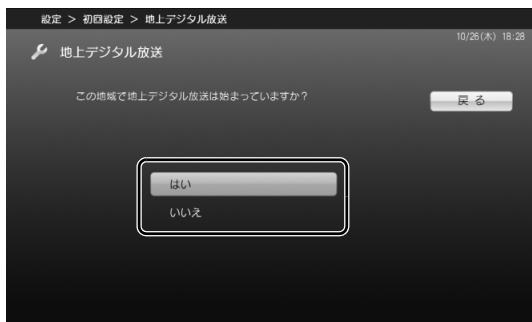 設定 > 初回設定 > 地上デジタル放送
10/26(木) 18:28
地上デジタル放送
この地域で地上デジタル放送は始まっていますか?
戻る
はい
いいえ